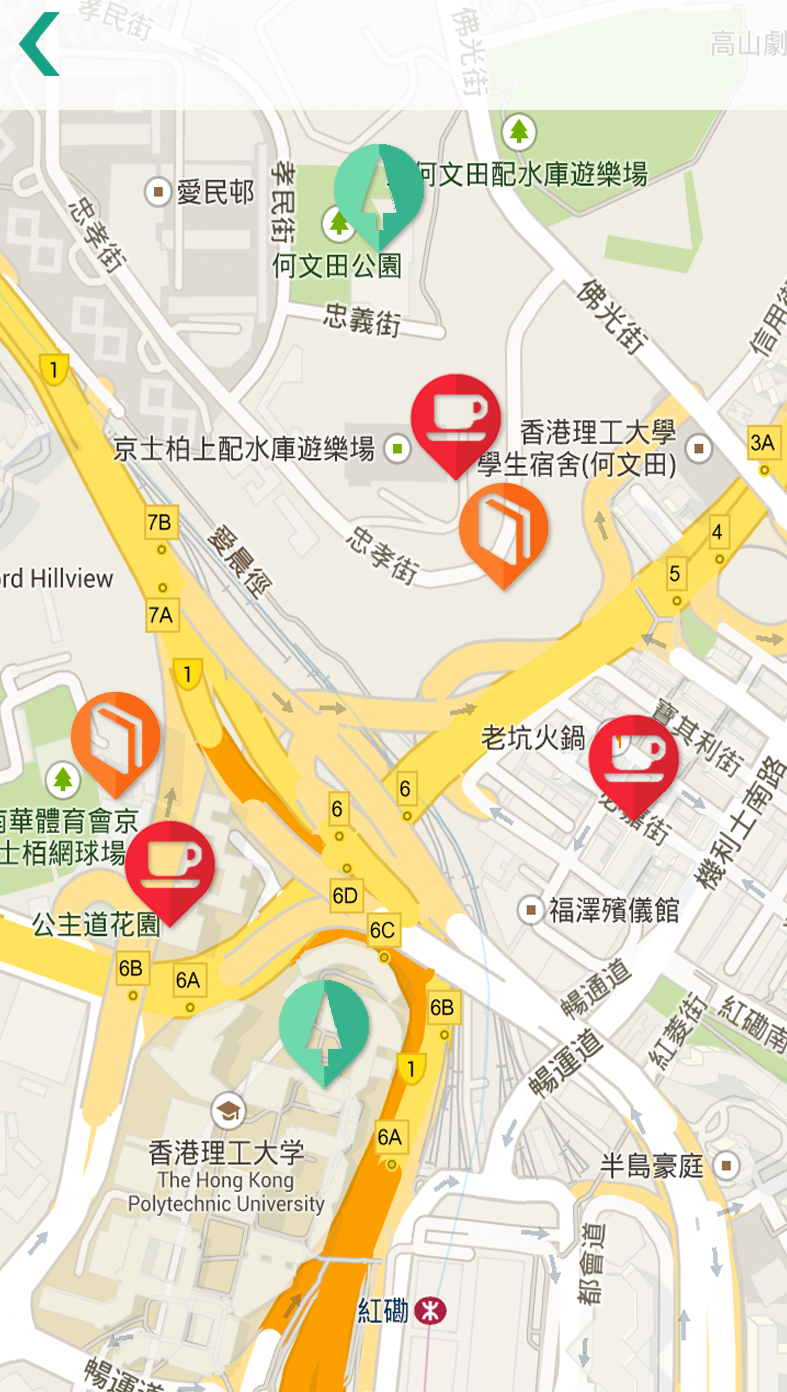 孝民街
佛光街
高山劇
何文田配水庫遊樂場
愛民邨
孝民街
忠孝街
何文田公園
忠義街
佛光街
信用街
1
香港理工大學
學生宿舍(何文田)
京士柏上配水庫遊樂場
3A
7B
4
愛晨徑
忠孝街
5
rd Hillview
7A
1
寶其利街
老坑火鍋
機利士南路
6
6
南華體育會京
士栢網球場
6D
福澤殯儀館
公主道花園
6C
6B
6A
暢通道
6B
紅菱街
紅磡南
暢運道
1
6A
香港理工大学
The Hong Kong
Polytechnic University
半島豪庭
都會道
紅磡
暢運道